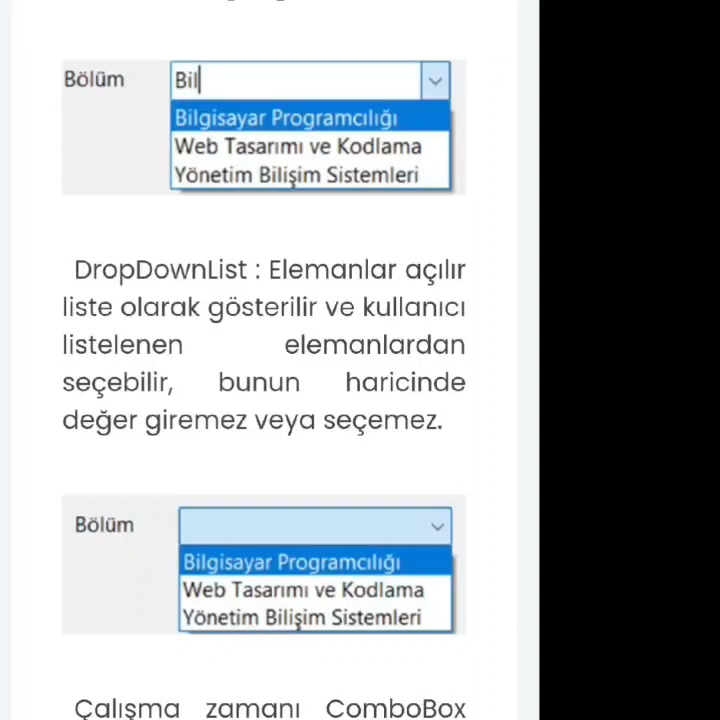 Bölüm
Bil
Bilgisayar Programcılığı
Web Tasarımı ve Kodlama
Yönetim Bilişim Sistemleri
DropDownList : Elemanlar açılır
liste olarak gösterilir ve kullanıcı
listelenen elemanlardan
seçebilir, bunun haricinde
değer giremez veya seçemez.
Bölüm
Bilgisayar Programcılığı
Web Tasarımı ve Kodlama
Yönetim Bilişim Sistemleri
Çalışma zamanı ComboBox